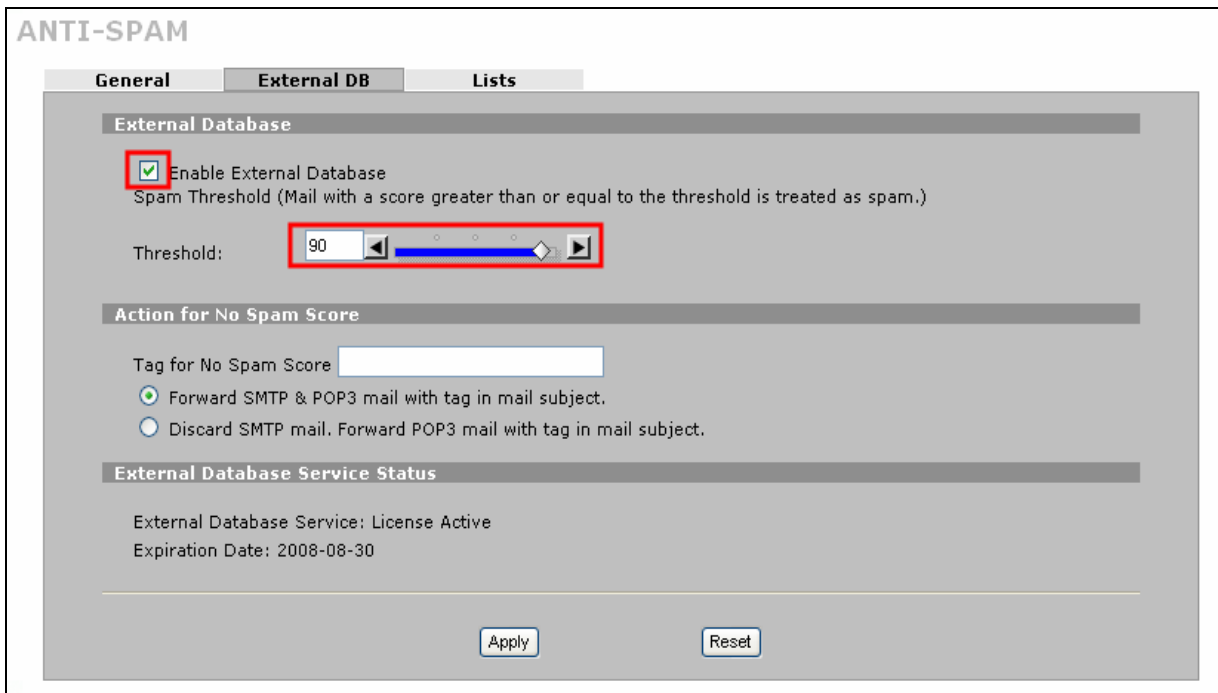 ANTI-SPAM
General External DB Lists
External Database
Enable External Database
Spam Threshold (Mail with a score greater than or equal to the threshold is treated as spam.)
Threshold: 90
Action for No Spam Score
Tag for No Spam Score
Forward SMTP & POP3 mail with tag in mail subject.
Discard SMTP mail. Forward POP3 mail with tag in mail subject.
External Database Service Status
External Database Service: License Active
Expiration Date: 2008-08-30
Apply Reset